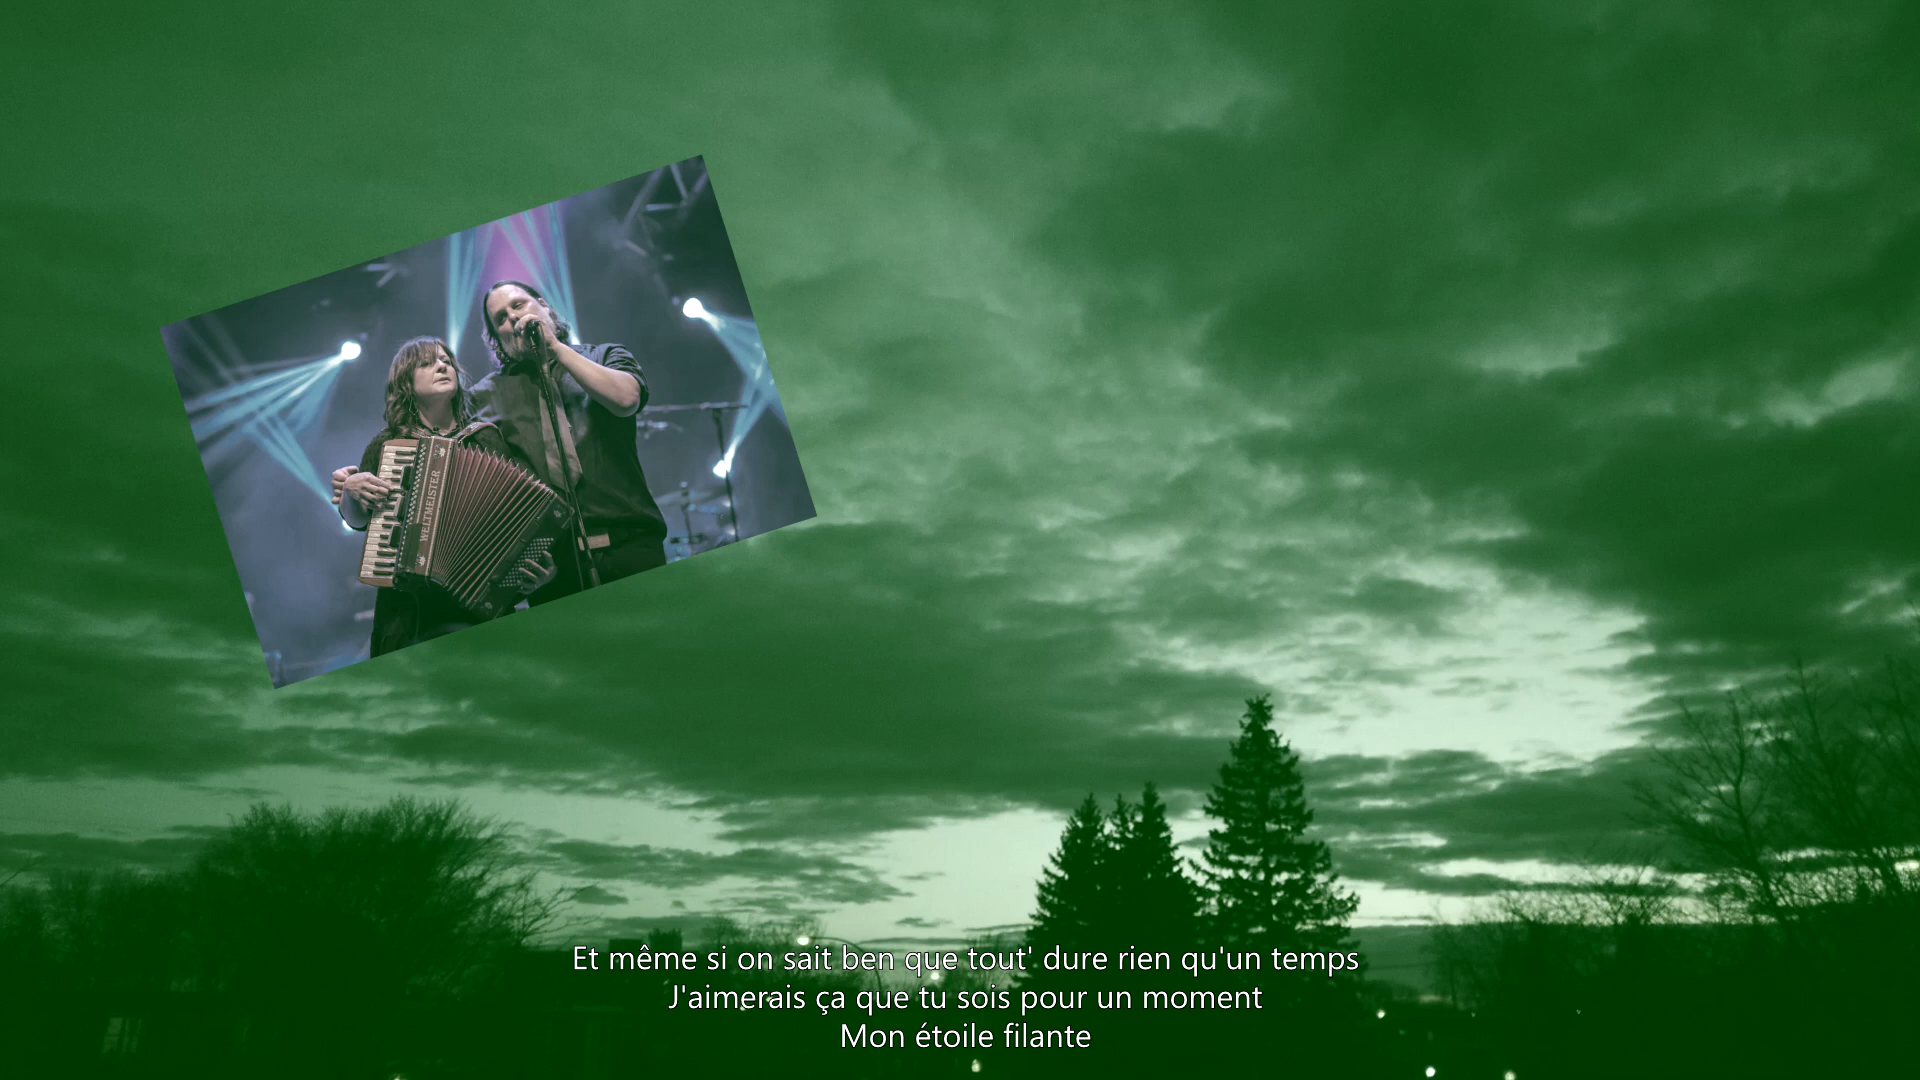 WELTMEISTER
Et même si on sait ben que tout' dure rien qu'un temps
J'aimerais ça que tu sois pour un moment
Mon étoile filante